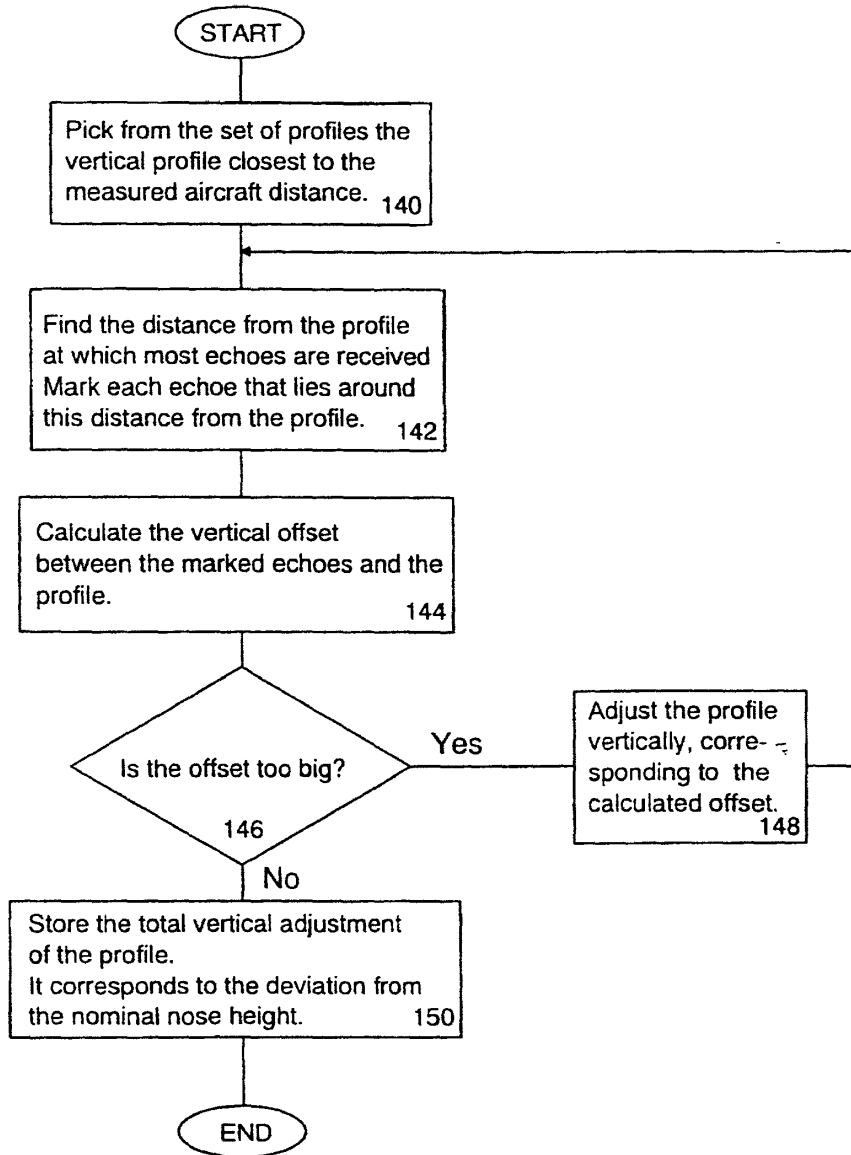 START
Pick from the set of profiles the
vertical profile closest to the
measured aircraft distance. 140
Find the distance from the profile
at which most echoes are received
Mark each echoe that lies around
this distance from the profile. 142
Calculate the vertical offset
between the marked echoes and the
profile. 144
Is the offset too big?
146
Yes
Adjust the profile
vertically, corre-
sponding to the
calculated offset.
148
No
Store the total vertical adjustment
of the profile.
It corresponds to the deviation from
the nominal nose height. 150
END